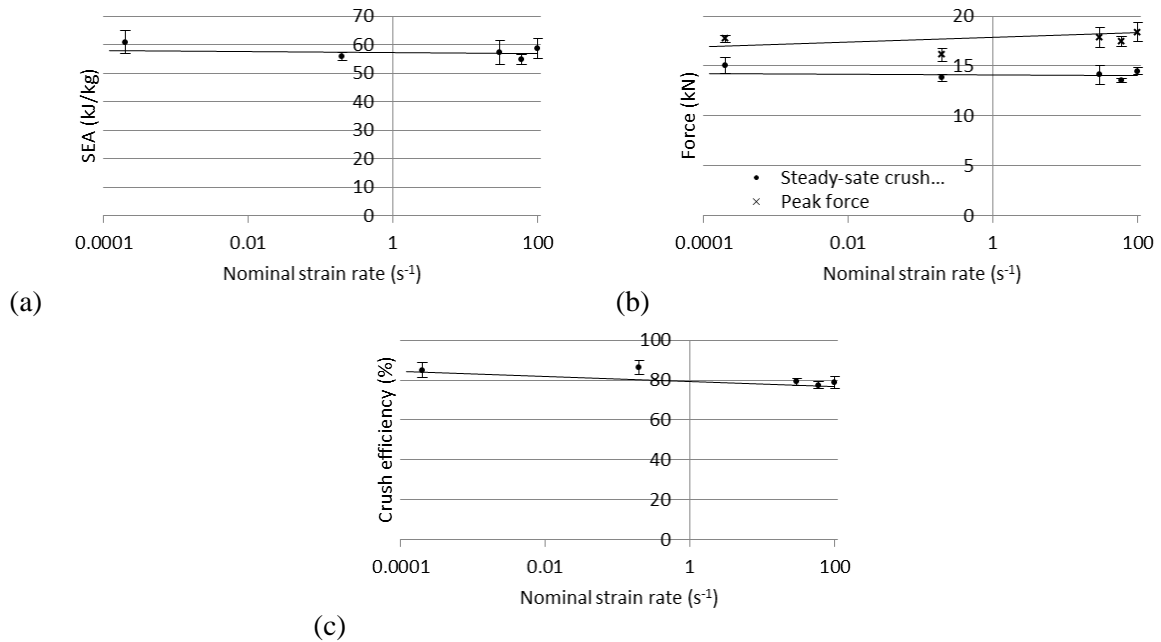 70
60
50
40
30
20
10
0
SEA (kJ/kg)
0.0001
0.01
1
100
Nominal strain rate (s⁻¹)
(a)
20
15
10
5
0
Force (kN)
Steady-sate crush...
Peak force
0.0001
0.01
1
100
Nominal strain rate (s⁻¹)
(b)
100
80
60
40
20
0
Crush efficiency (%)
0.0001
0.01
1
100
Nominal strain rate (s⁻¹)
(c)